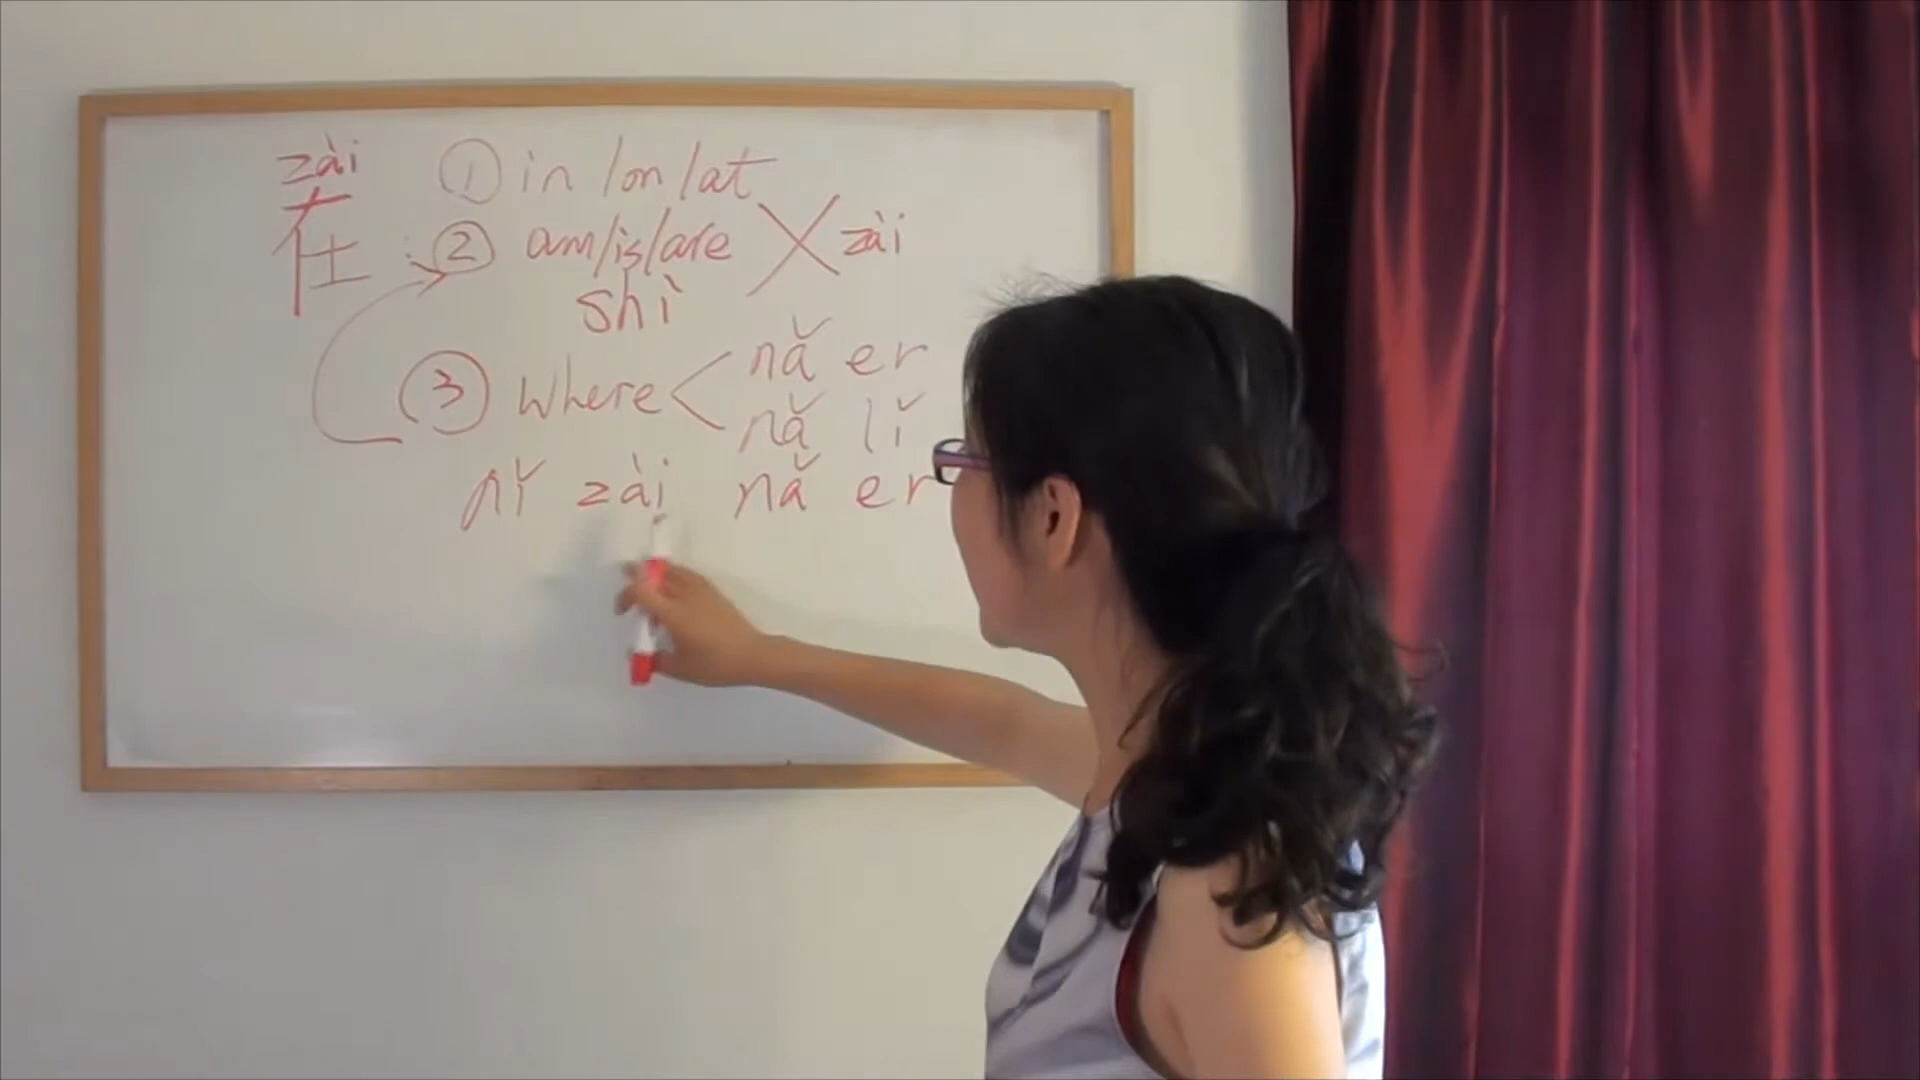 zài ① in/on/at
在 : ② am/is/are X zài
shì
③ where < nǎ er
nǎ lǐ
nǐ zài nǎ er